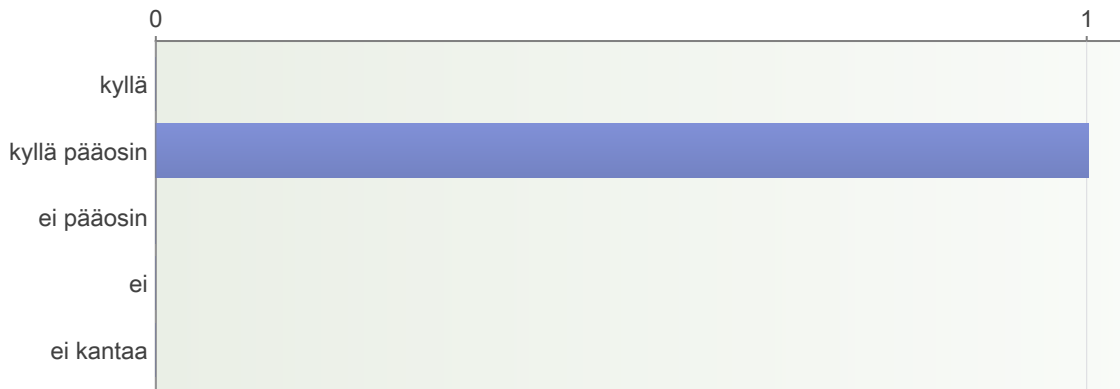 0 1
kyllä
kyllä pääosin
ei pääosin
ei
ei kantaa